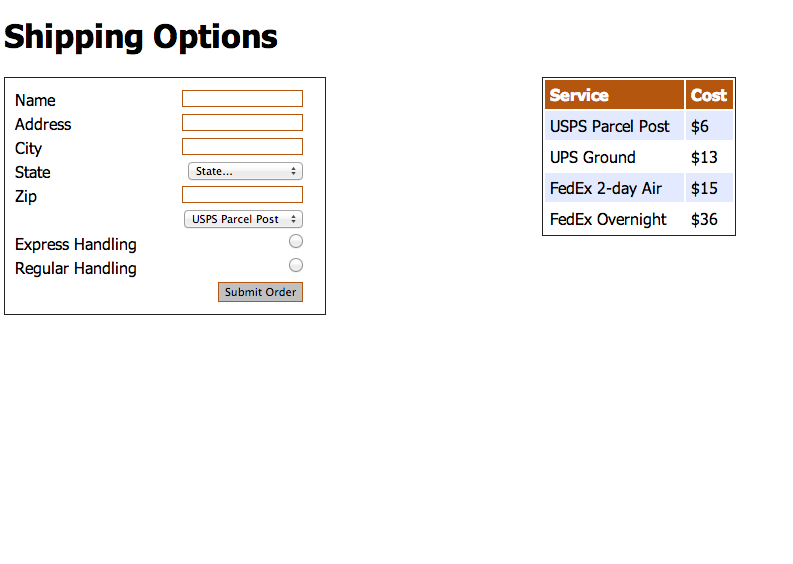 Shipping Options
Name
Address
City
State State...
Zip
USPS Parcel Post
Express Handling
Regular Handling
Submit Order
Service Cost
USPS Parcel Post $6
UPS Ground $13
FedEx 2-day Air $15
FedEx Overnight $36